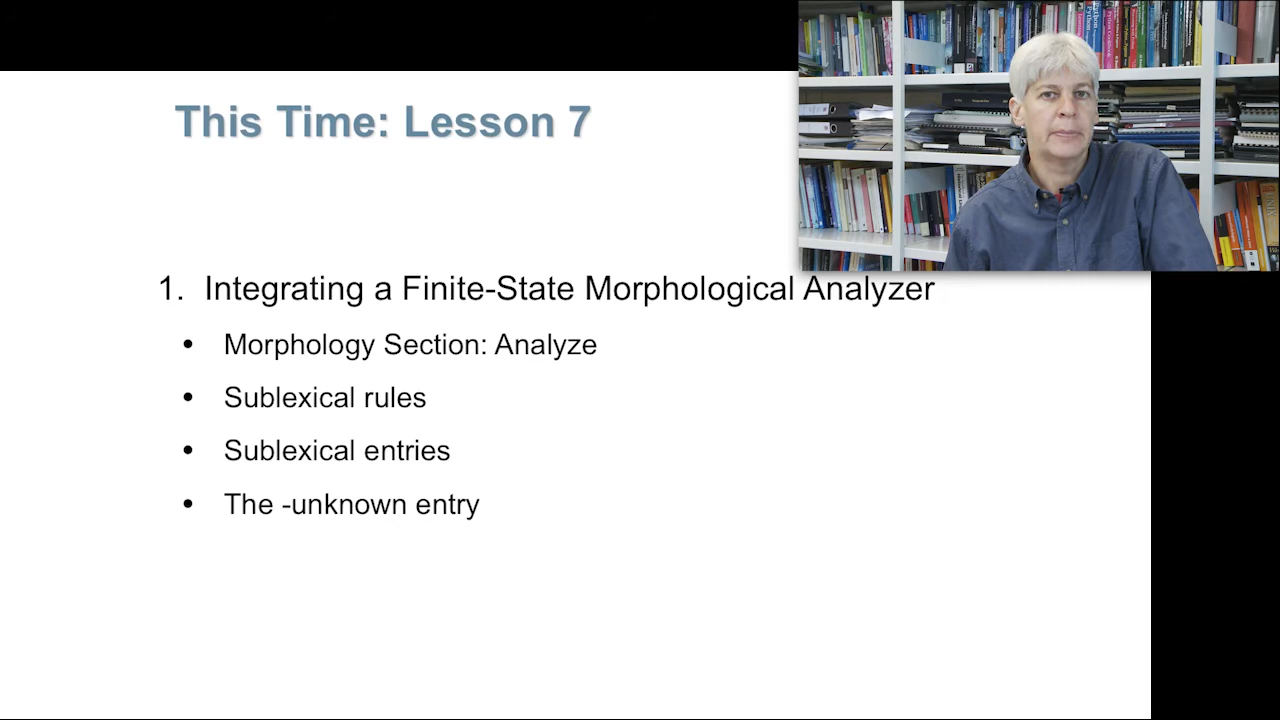 This Time: Lesson 7
1. Integrating a Finite-State Morphological Analyzer
• Morphology Section: Analyze
• Sublexical rules
• Sublexical entries
• The -unknown entry